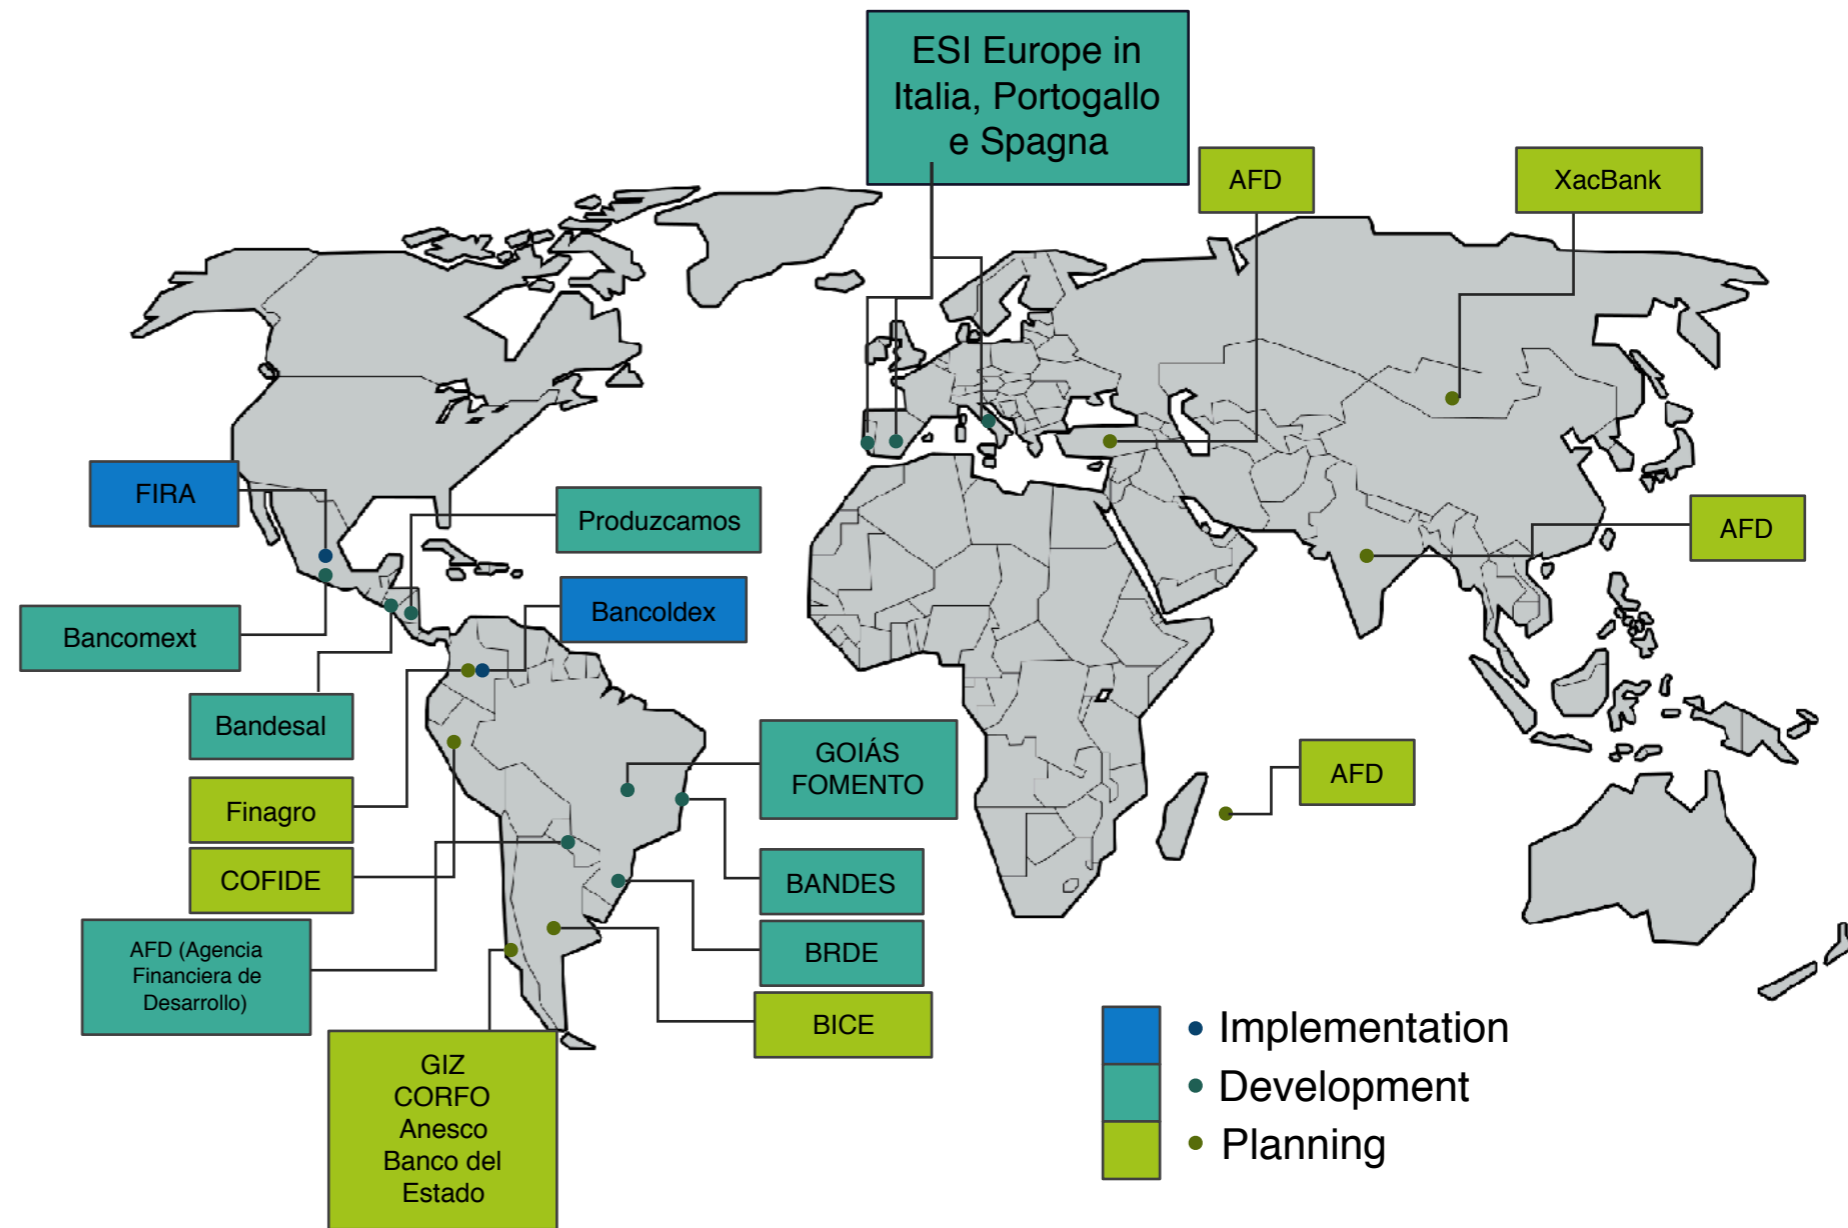 ESI Europe in
Italia, Portogallo
e Spagna
AFD
XacBank
FIRA
Produzcamos
AFD
Bancoldex
Bancomext
Bandesal
GOIÁS
FOMENTO
AFD
Finagro
COFIDE
BANDES
AFD (Agencia
Financiera de
Desarrollo)
BRDE
BICE
GIZ
CORFO
Anesco
Banco del
Estado
• Implementation
• Development
• Planning